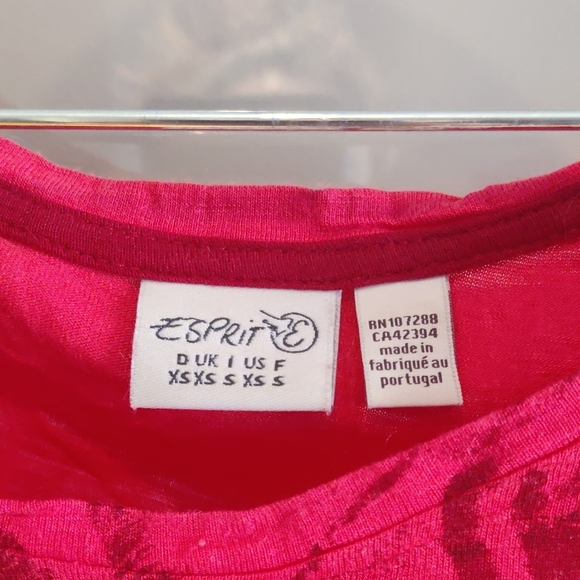 ESPRIT E
D UK I US F
XS XS S XS S
RN107288
CA42394
made in
fabriqué au
portugal